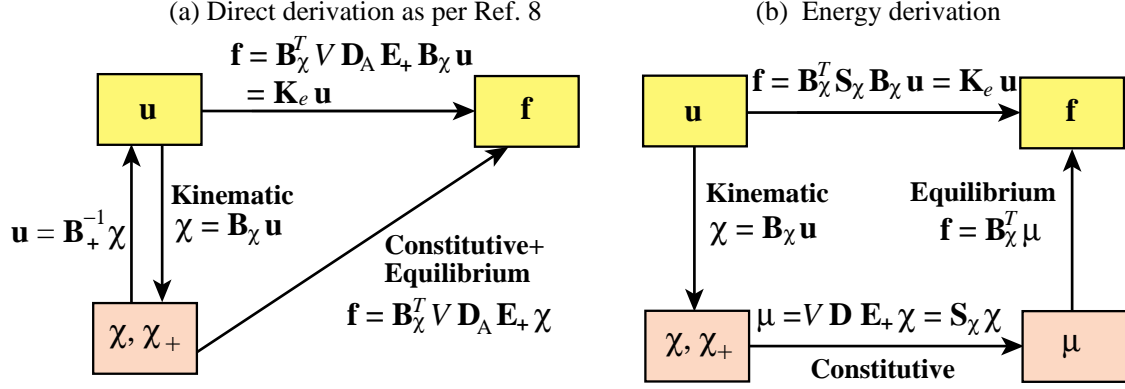 (a) Direct derivation as per Ref. 8
f = B_χ^T V D_A E_+ B_χ u
= K_e u
u
f
Kinematic
χ = B_χ u
u = B_+^{-1} χ
Constitutive+
Equilibrium
f = B_χ^T V D_A E_+ χ
χ, χ_+
(b) Energy derivation
f = B_χ^T S_χ B_χ u = K_e u
u
f
Kinematic
χ = B_χ u
Equilibrium
f = B_χ^T μ
μ = V D E_+ χ = S_χ χ
χ, χ_+
μ
Constitutive